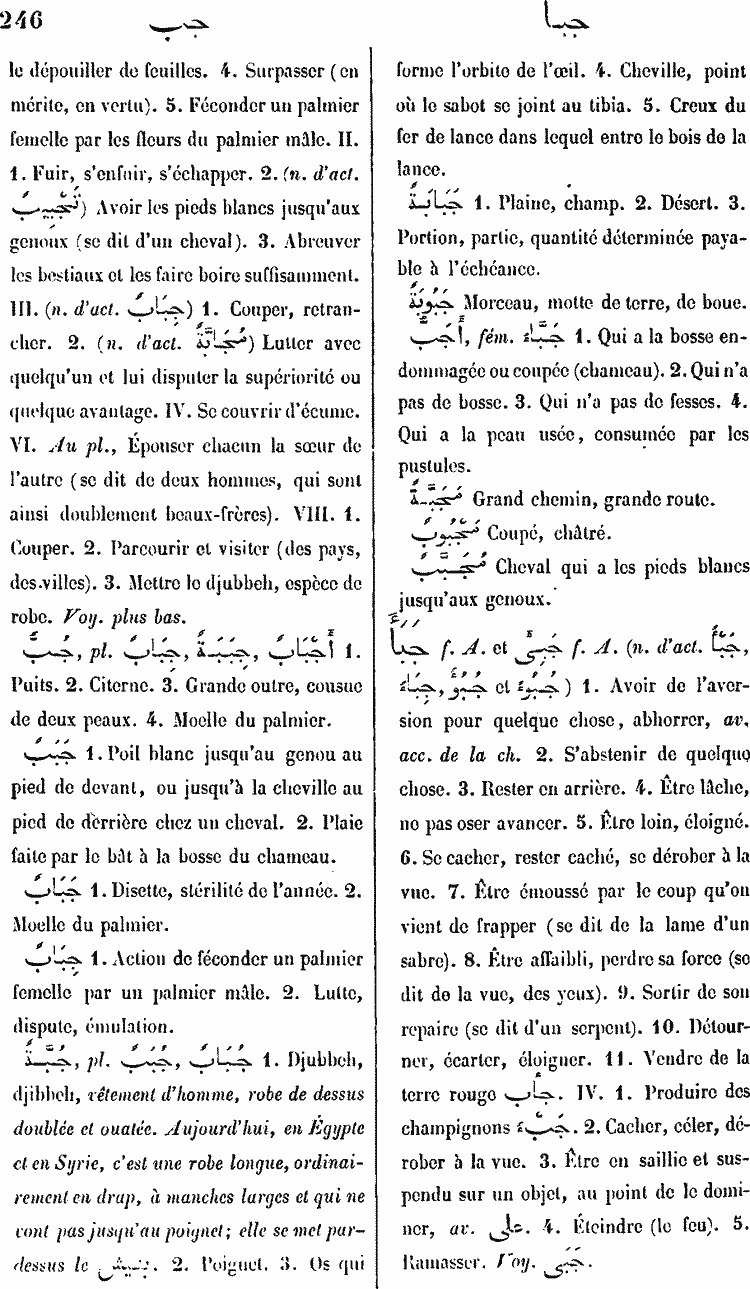 246
جب
جبا
le dépouiller de feuilles. 4. Surpasser (en
mérite, en vertu). 5. Féconder un palmier
femelle par les fleurs du palmier mâle. II.
1. Fuir, s'enfuir, s'échapper. 2. (n. d'act.
تَجْبِيبٌ) Avoir les pieds blancs jusqu'aux
genoux (se dit d'un cheval). 3. Abreuver
les bestiaux et les faire boire suffisamment.
III. (n. d'act. جِبَابٌ) 1. Couper, retran-
cher. 2. (n. d'act. مُجَابَّةٌ) Lutter avec
quelqu'un et lui disputer la supériorité ou
quelque avantage. IV. Se couvrir d'écume.
VI. Au pl., Épouser chacun la sœur de
l'autre (se dit de deux hommes, qui sont
ainsi doublement beaux-frères). VIII. 1.
Couper. 2. Parcourir et visiter (des pays,
des villes). 3. Mettre le djubbeh, espèce de
robe. Voy. plus bas.
جُبٌّ, pl. جِبَابٌ, جِبَبَةٌ, أَجْبَابٌ 1.
Puits. 2. Citerne. 3. Grande outre, cousue
de deux peaux. 4. Moelle du palmier.
جَبَبٌ 1. Poil blanc jusqu'au genou au
pied de devant, ou jusqu'à la cheville au
pied de derrière chez un cheval. 2. Plaie
faite par le bât à la bosse du chameau.
جَبَابٌ 1. Disette, stérilité de l'année. 2.
Moelle du palmier.
جِبَابٌ 1. Action de féconder un palmier
femelle par un palmier mâle. 2. Lutte,
dispute, émulation.
جُبَّةٌ, pl. جُبَبٌ, جِبَابٌ 1. Djubbeh,
djibbeh, vêtement d'homme, robe de dessus
doublée et ouatée. Aujourd'hui, en Égypte
et en Syrie, c'est une robe longue, ordinai-
rement en drap, à manches larges et qui ne
vont pas jusqu'au poignet; elle se met par-
dessus le بنيش. 2. Poignet. 3. Os qui
forme l'orbite de l'œil. 4. Cheville, point
où le sabot se joint au tibia. 5. Creux du
fer de lance dans lequel entre le bois de la
lance.
جَبَابَةٌ 1. Plaine, champ. 2. Désert. 3.
Portion, partie, quantité déterminée paya-
ble à l'échéance.
جَبُوبَةٌ Morceau, motte de terre, de boue.
أَجَبُّ, fém. جَبَّاءُ 1. Qui a la bosse en-
dommagée ou coupée (chameau). 2. Qui n'a
pas de bosse. 3. Qui n'a pas de fesses. 4.
Qui a la peau usée, consumée par les
pustules.
مَجَبَّةٌ Grand chemin, grande route.
مَجْبُوبٌ Coupé, châtré.
مُجَبَّبٌ Cheval qui a les pieds blancs
jusqu'aux genoux.
جَبَأَ f. A. et جَبِئَ f. A. (n. d'act. جَبْأٌ,
جَبَاءٌ, جُبُوٌّ et جُبُوءٌ) 1. Avoir de l'aver-
sion pour quelque chose, abhorrer, av.
acc. de la ch. 2. S'abstenir de quelque
chose. 3. Rester en arrière. 4. Être lâche,
ne pas oser avancer. 5. Être loin, éloigné.
6. Se cacher, rester caché, se dérober à la
vue. 7. Être émoussé par le coup qu'on
vient de frapper (se dit de la lame d'un
sabre). 8. Être affaibli, perdre sa force (se
dit de la vue, des yeux). 9. Sortir de son
repaire (se dit d'un serpent). 10. Détour-
ner, écarter, éloigner. 11. Vendre de la
terre rouge جأب. IV. 1. Produire des
champignons جَبْء. 2. Cacher, céler, dé-
rober à la vue. 3. Être en saillie et sus-
pendu sur un objet, au point de le domi-
ner, av. على. 4. Éteindre (le feu). 5.
Ramasser. Voy. جَبَى.